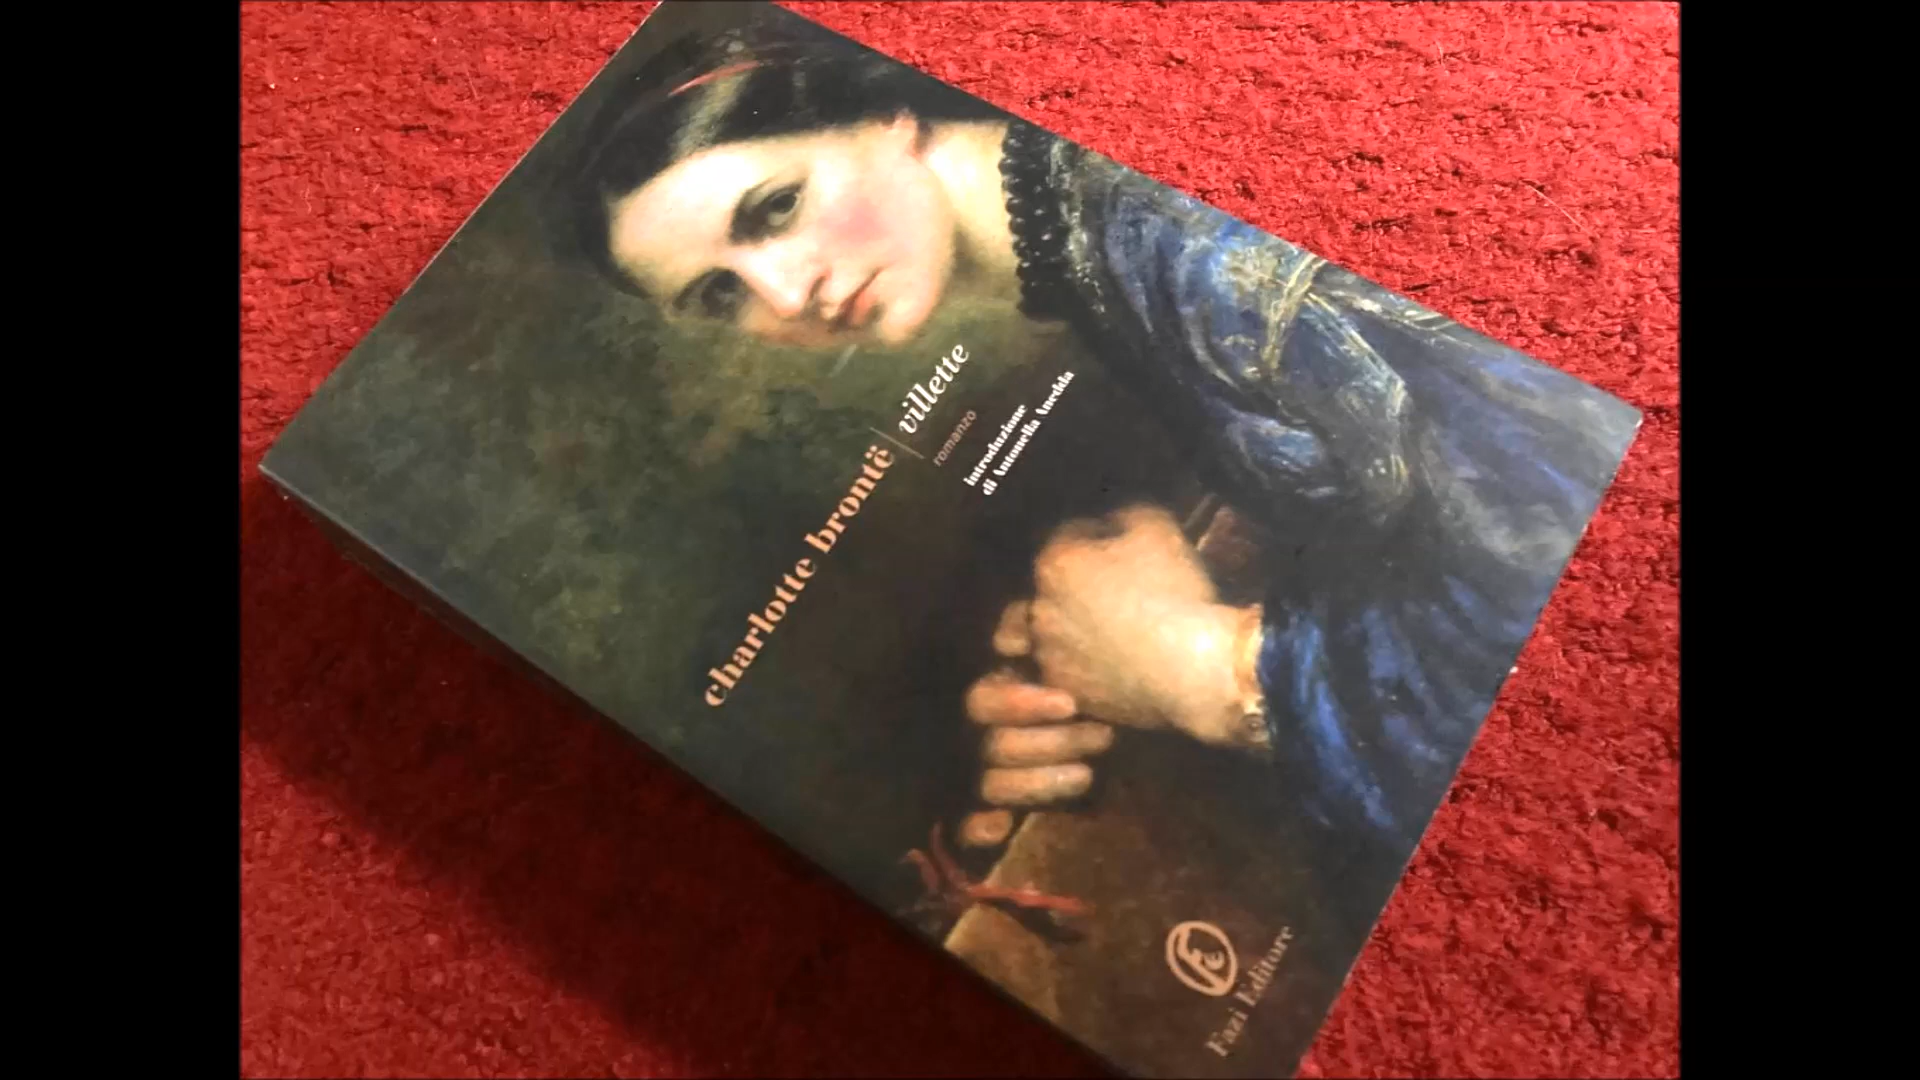 charlotte brontë | villette
romanzo
introduzione
di Antonella Anedda
Fazi Editore